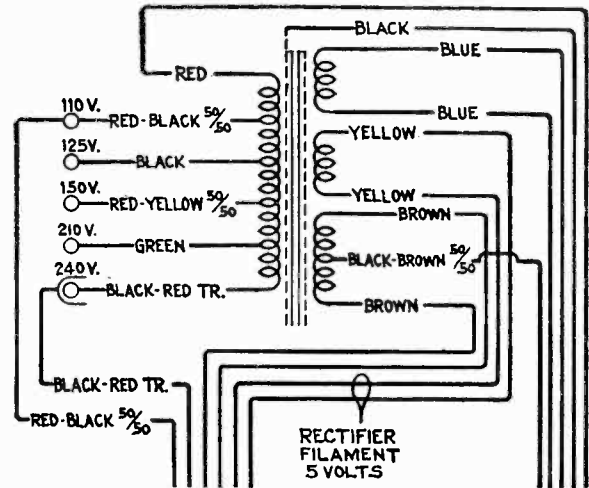 BLACK
BLUE
RED
110 V.
RED-BLACK 50/50
BLUE
125V.
YELLOW
BLACK
150V.
RED-YELLOW 50/50
YELLOW
210 V.
BROWN
GREEN
240 V.
BLACK-BROWN 50/50
BLACK-RED TR.
BROWN
BLACK-RED TR.
RED-BLACK 50/50
RECTIFIER
FILAMENT
5 VOLTS